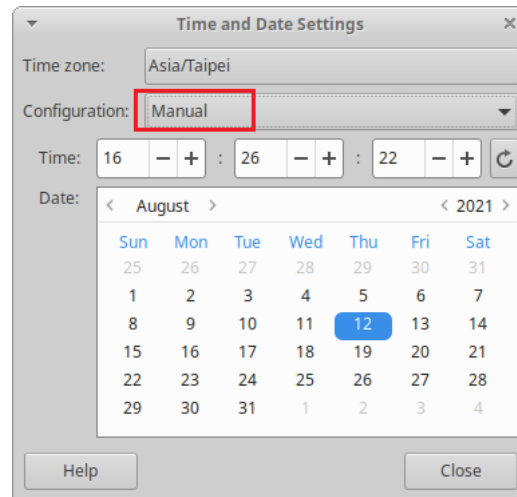 Time and Date Settings
Time zone: Asia/Taipei
Configuration: Manual
Time: 16 − + : 26 − + : 22 − +
Date: < August > < 2021 >
Sun Mon Tue Wed Thu Fri Sat
25 26 27 28 29 30 31
1 2 3 4 5 6 7
8 9 10 11 12 13 14
15 16 17 18 19 20 21
22 23 24 25 26 27 28
29 30 31 1 2 3 4
Help Close